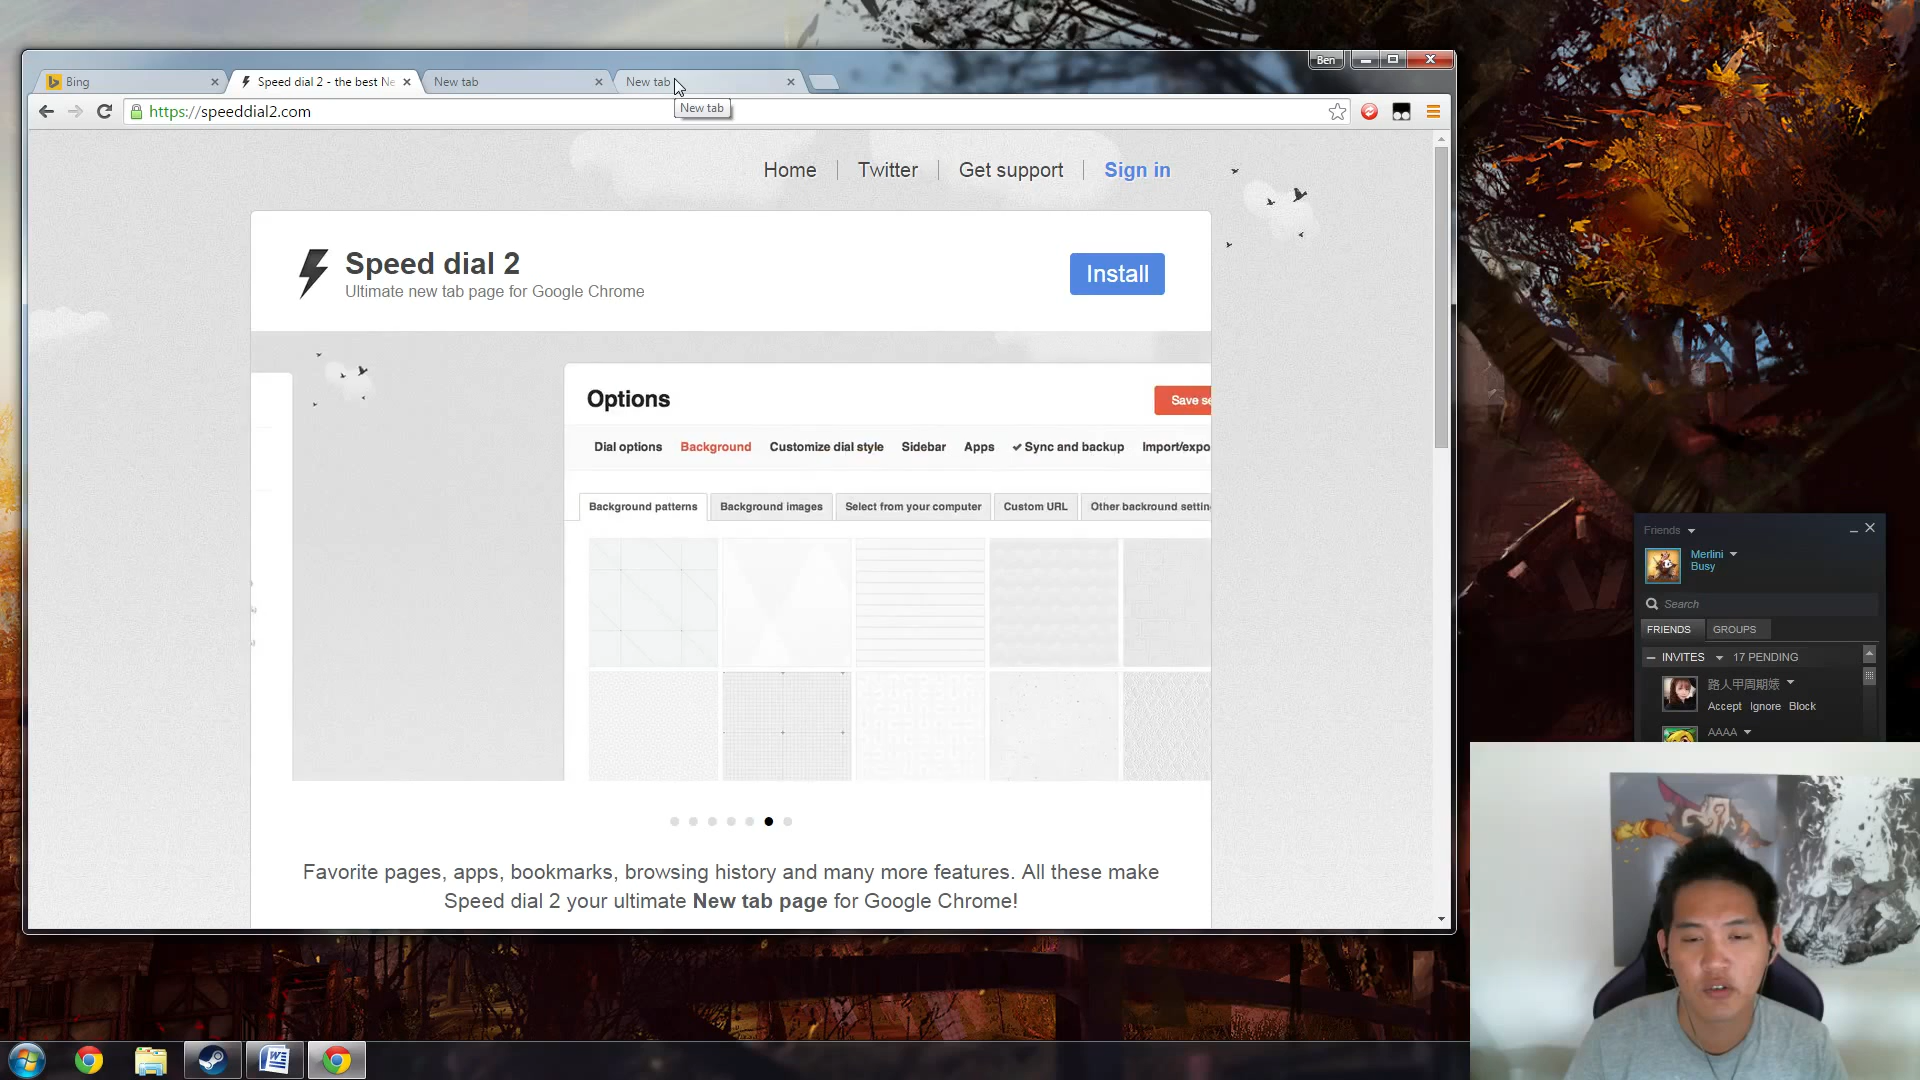 Ben
Bing
Speed dial 2 - the best Ne
New tab
New tab
https://speeddial2.com
New tab
Home
Twitter
Get support
Sign in
Speed dial 2
Ultimate new tab page for Google Chrome
Install
Options
Save se
Dial options
Background
Customize dial style
Sidebar
Apps
Sync and backup
Import/expo
Background patterns
Background images
Select from your computer
Custom URL
Other backround settin
Favorite pages, apps, bookmarks, browsing history and many more features. All these make
Speed dial 2 your ultimate New tab page for Google Chrome!
Friends
Merlini
Busy
Search
FRIENDS
GROUPS
INVITES
17 PENDING
路人甲周期婊
Accept Ignore Block
AAAA